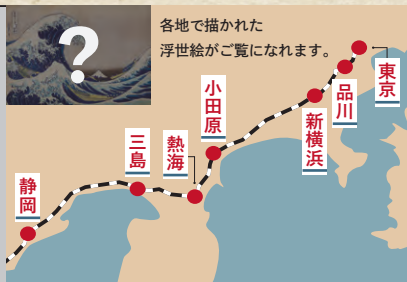 各地で描かれた
浮世絵がご覧になれます。
?
東京
品川
新横浜
小田原
熱海
三島
静岡